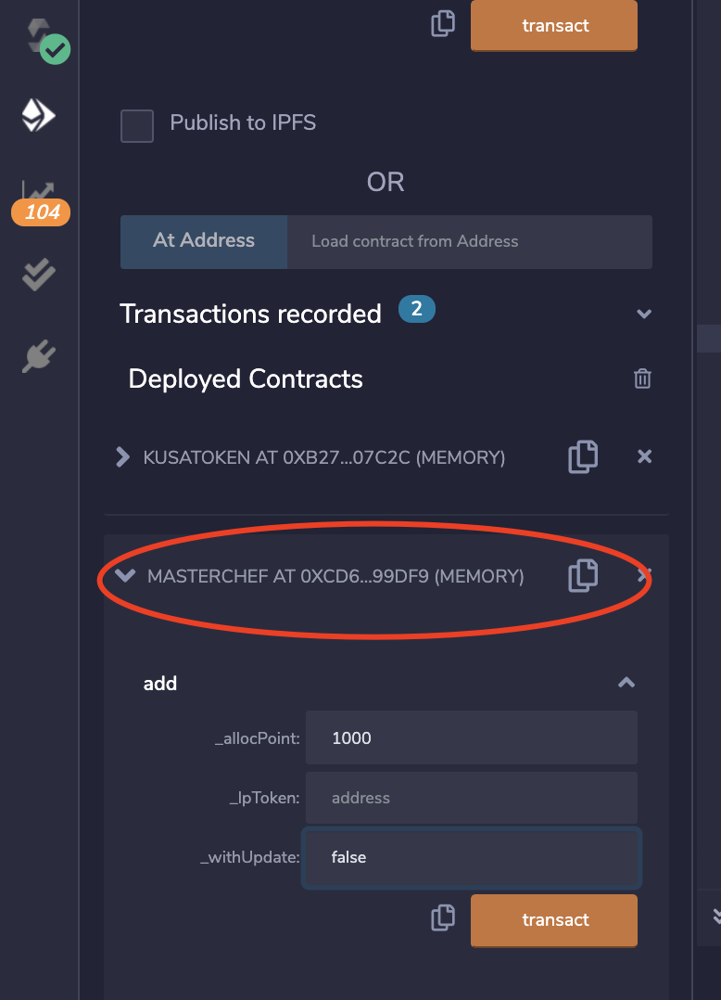 transact
Publish to IPFS
104
OR
At Address Load contract from Address
Transactions recorded 2
Deployed Contracts
KUSATOKEN AT 0XB27...07C2C (MEMORY)
MASTERCHEF AT 0XCD6...99DF9 (MEMORY)
add
_allocPoint: 1000
_lpToken: address
_withUpdate: false
transact